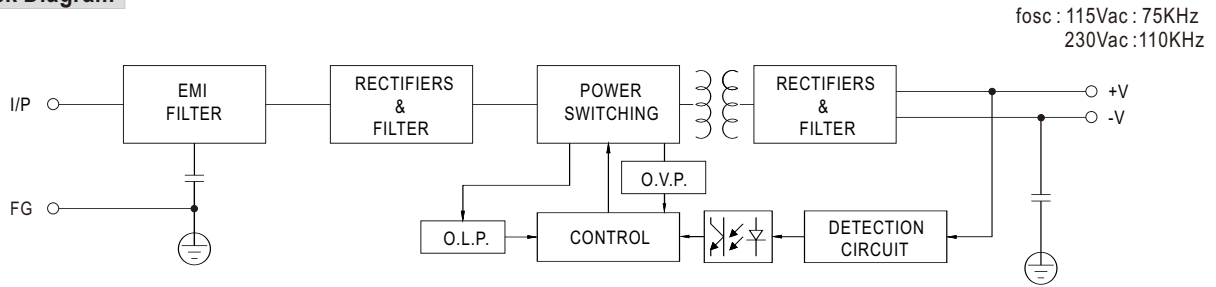 k Diagram
fosc : 115Vac : 75KHz
230Vac :110KHz
I/P
EMI
FILTER
RECTIFIERS
&
FILTER
POWER
SWITCHING
RECTIFIERS
&
FILTER
+V
-V
O.V.P.
FG
O.L.P.
CONTROL
DETECTION
CIRCUIT